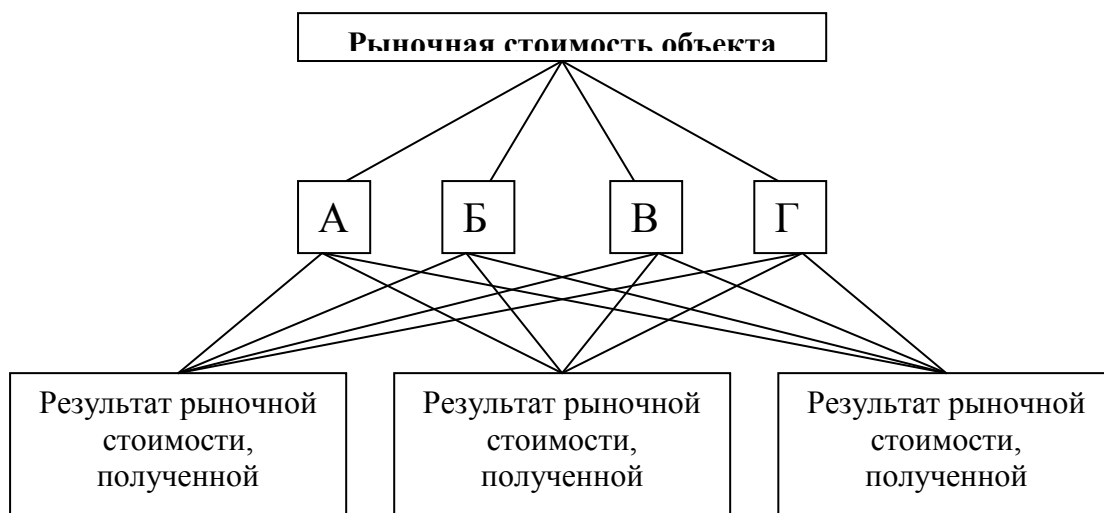 Рыночная стоимость объекта
А Б В Г
Результат рыночной
стоимости,
полученной
Результат рыночной
стоимости,
полученной
Результат рыночной
стоимости,
полученной